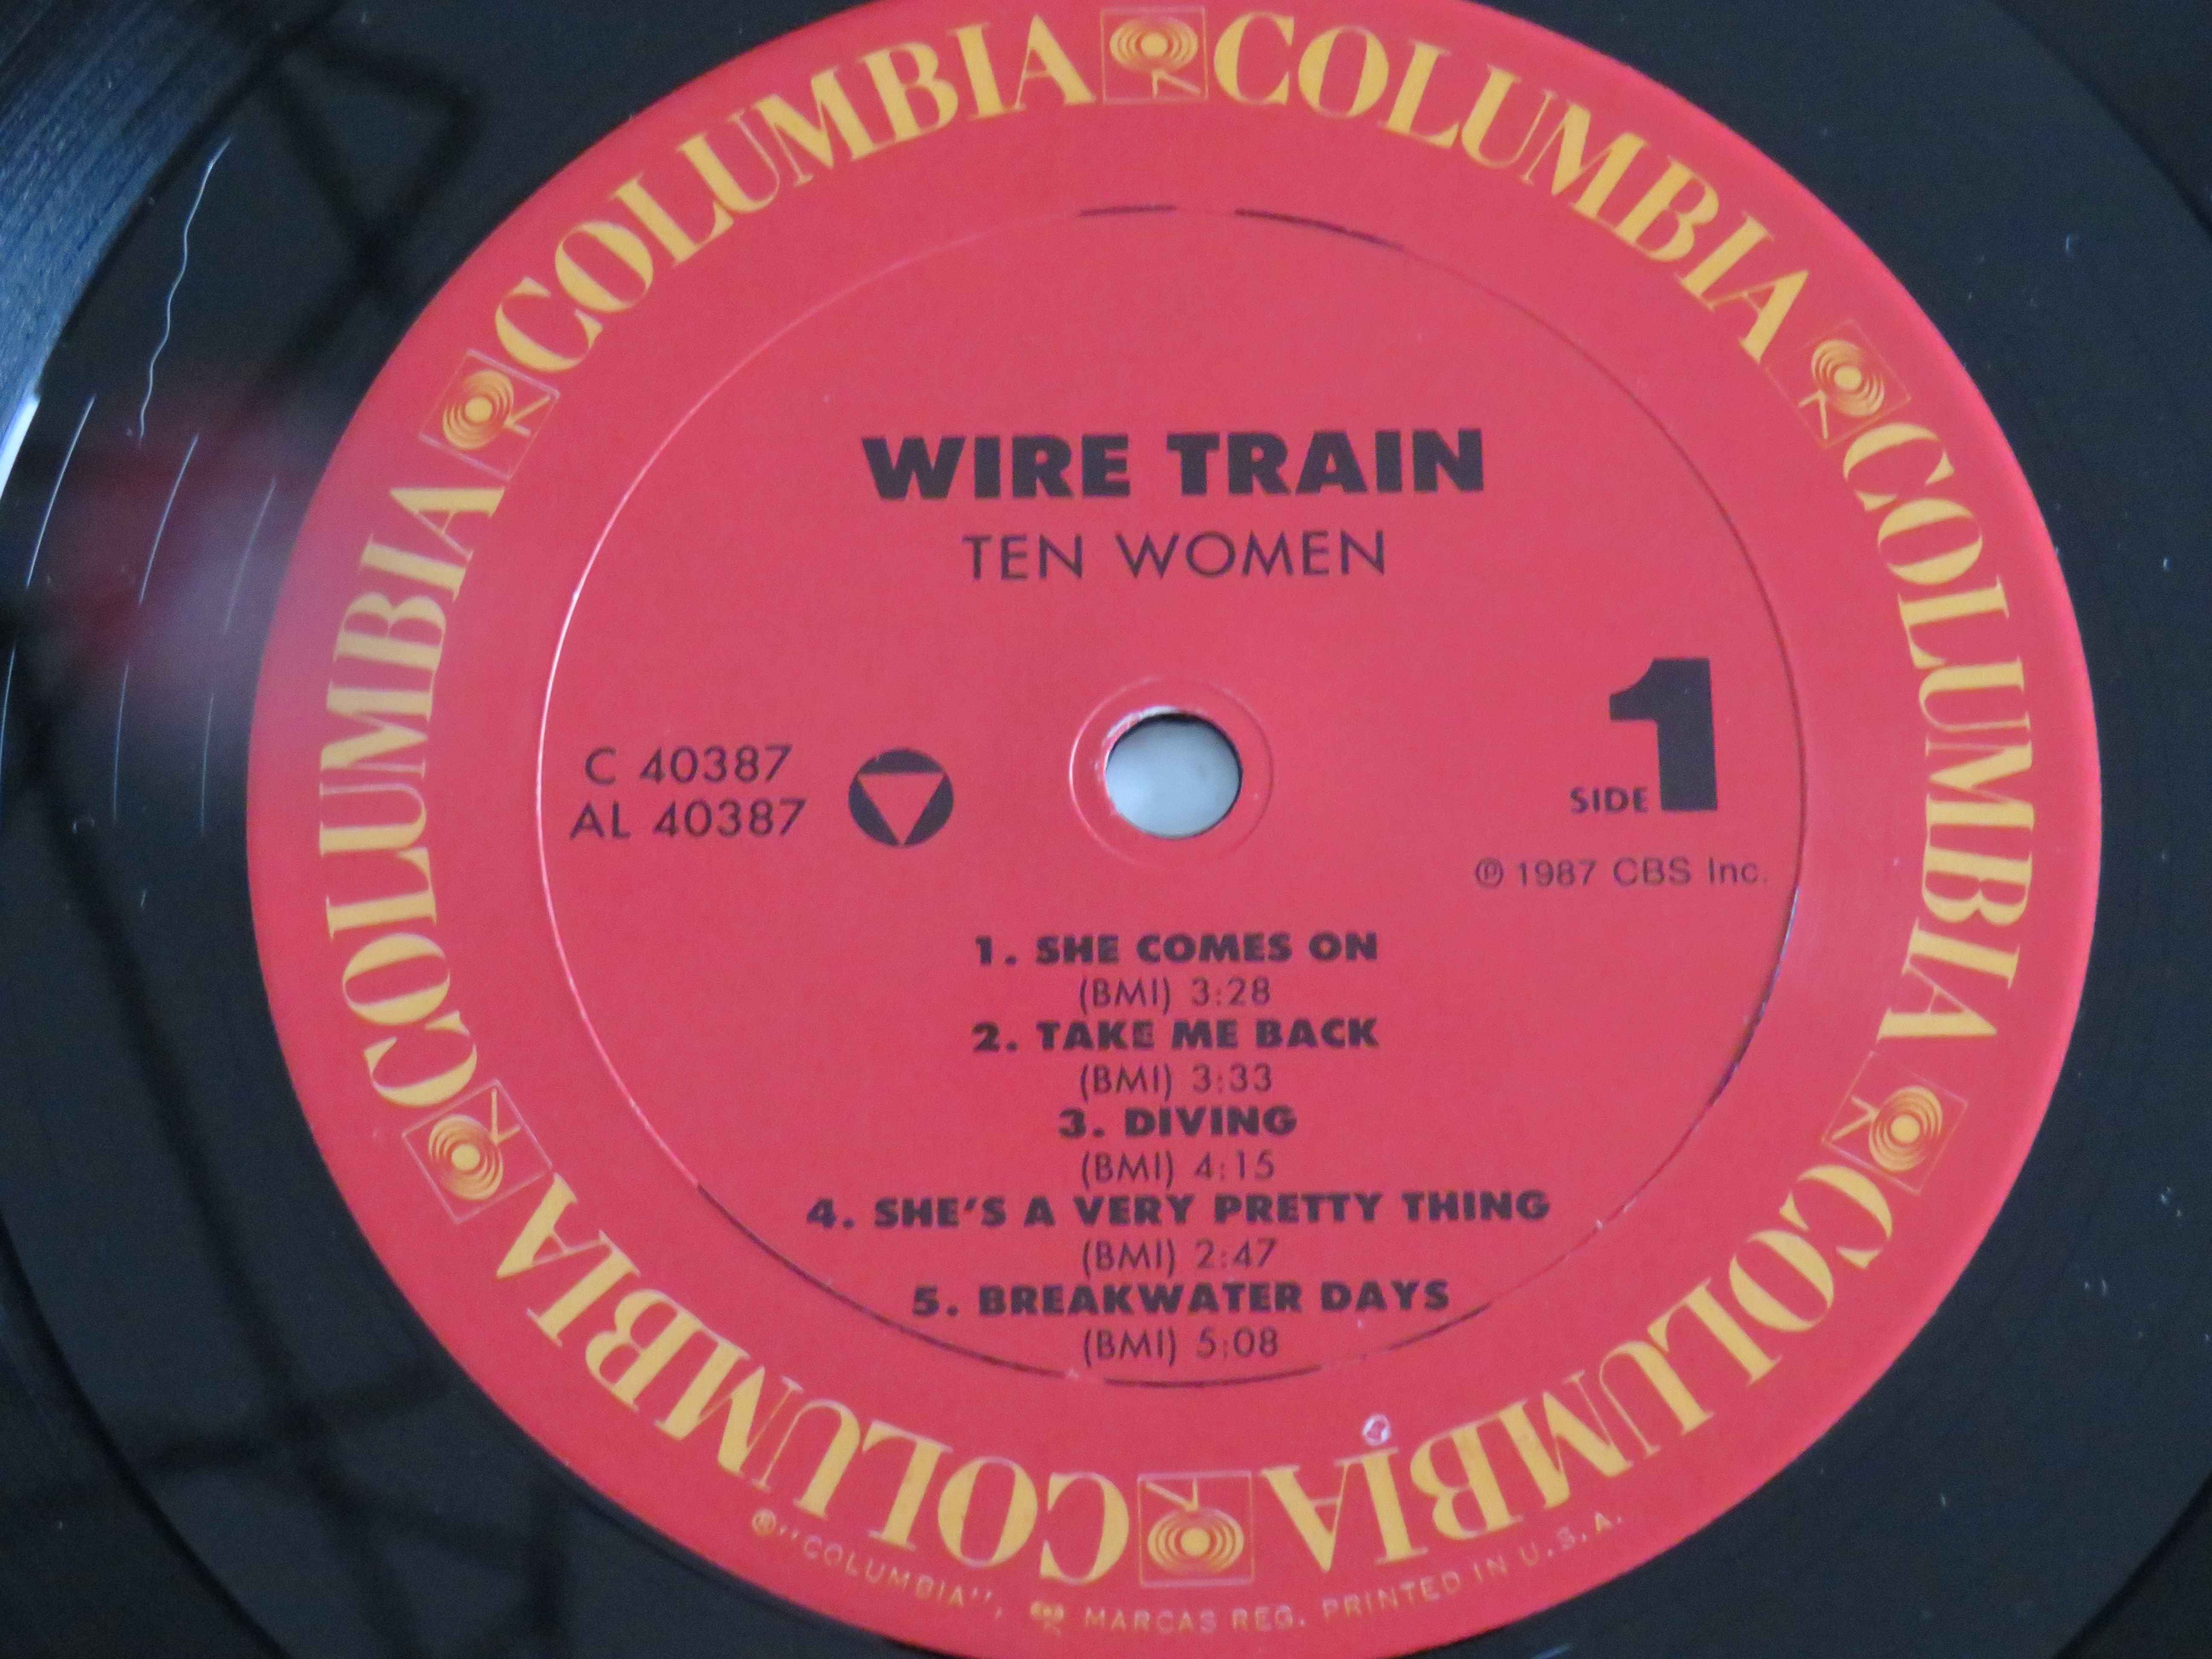 COLUMBIA COLUMBIA COLUMBIA COLUMBIA COLUMBIA COLUMBIA
WIRE TRAIN
TEN WOMEN
C 40387
AL 40387
SIDE 1
℗ 1987 CBS Inc.
1. SHE COMES ON
(BMI) 3:28
2. TAKE ME BACK
(BMI) 3:33
3. DIVING
(BMI) 4:15
4. SHE'S A VERY PRETTY THING
(BMI) 2:47
5. BREAKWATER DAYS
(BMI) 5:08
®"COLUMBIA", MARCAS REG. PRINTED IN U.S.A.